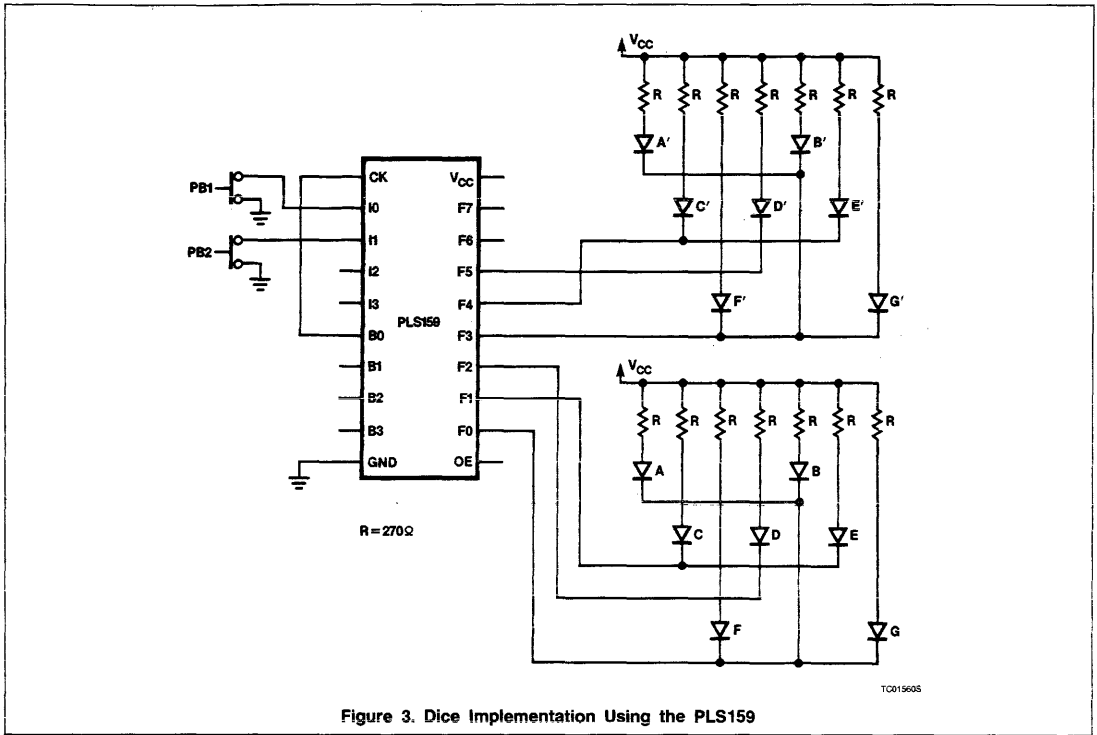 VCC
R R R R R R R
A' B'
CK VCC
PB1
I0 F7
C' D' E'
I1 F6
PB2
I2 F5
I3 F4
F' G'
PLS159
B0 F3
B1 F2
VCC
B2 F1
R R R R R R R
B3 F0
GND OE
A B
R=270Ω
C D E
F G
TC01560S
Figure 3. Dice Implementation Using the PLS159